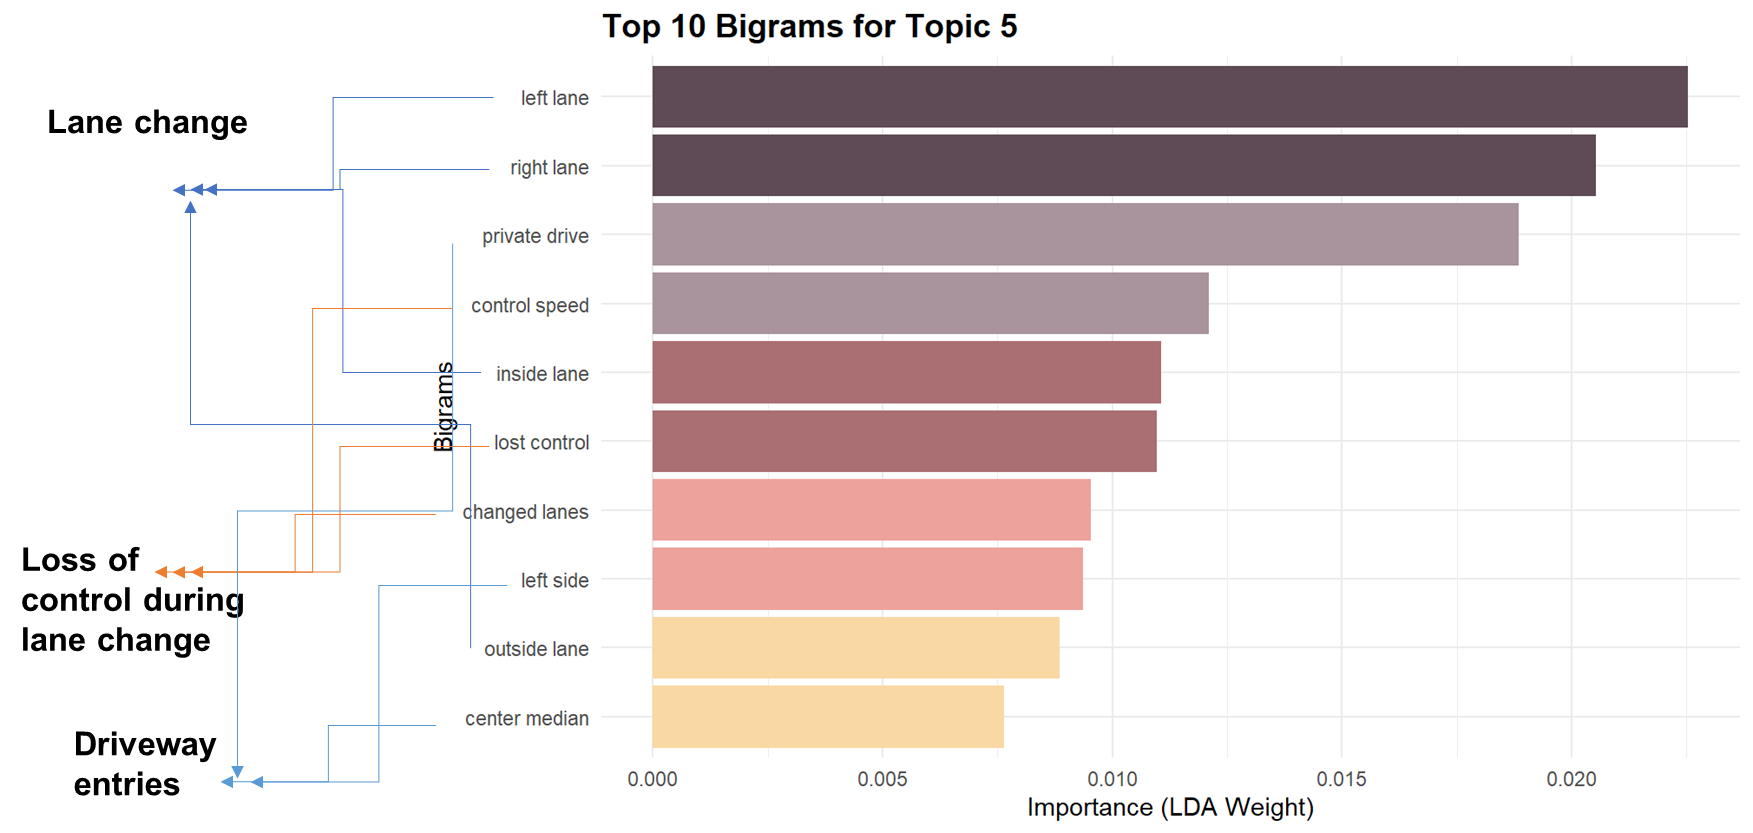 Top 10 Bigrams for Topic 5
Lane change
left lane
right lane
private drive
control speed
inside lane
Bigrams
lost control
changed lanes
Loss of
control during
lane change
left side
outside lane
center median
Driveway
entries
0.000 0.005 0.010 0.015 0.020
Importance (LDA Weight)